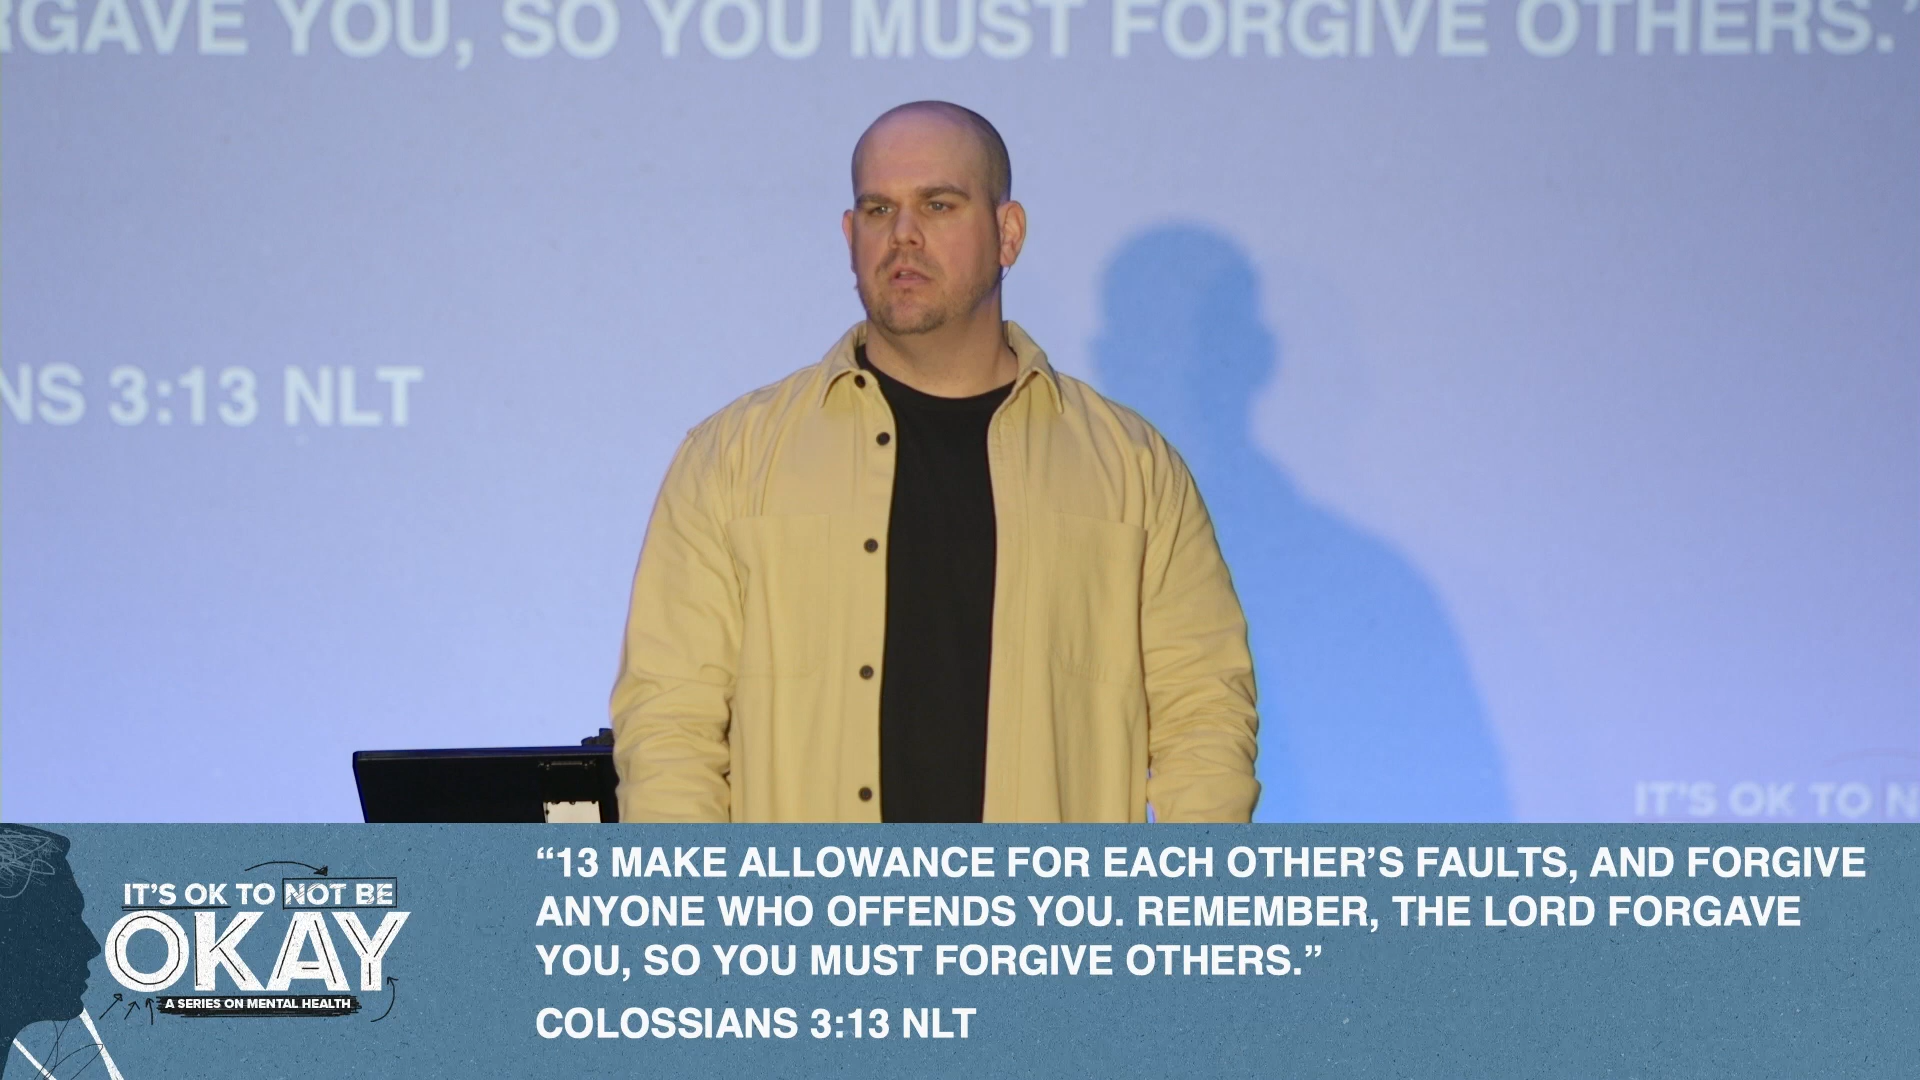 RGAVE YOU, SO YOU MUST FORGIVE OTHERS.”
NS 3:13 NLT
IT'S OK TO N
IT'S OK TO NOT BE
OKAY
A SERIES ON MENTAL HEALTH
“13 MAKE ALLOWANCE FOR EACH OTHER’S FAULTS, AND FORGIVE
ANYONE WHO OFFENDS YOU. REMEMBER, THE LORD FORGAVE
YOU, SO YOU MUST FORGIVE OTHERS.”
COLOSSIANS 3:13 NLT